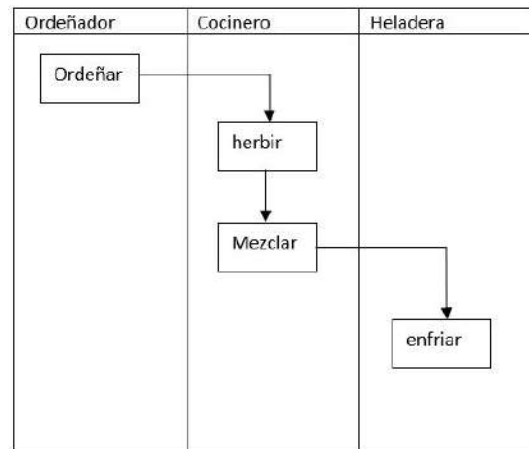 Ordeñador
Cocinero
Heladera
Ordeñar
herbir
Mezclar
enfriar